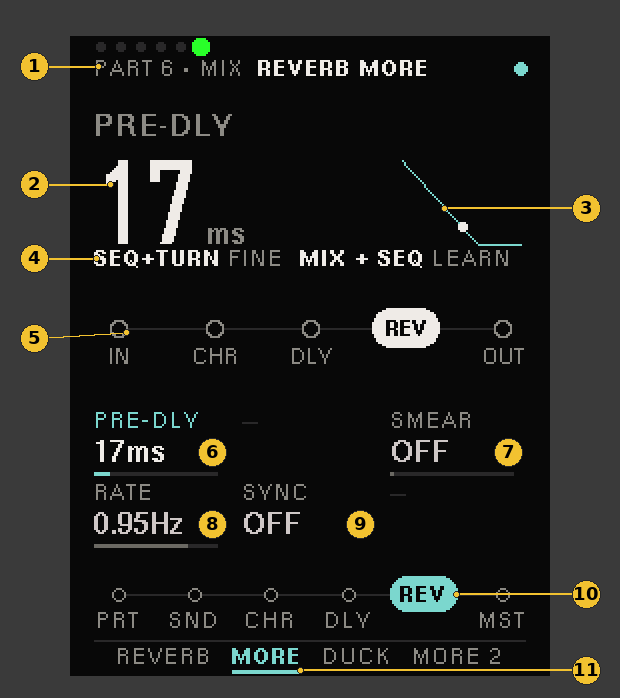 1 PART 6 · MIX REVERB MORE
PRE-DLY
2 17 ms 3
4 SEQ+TURN FINE MIX + SEQ LEARN
5 REV
IN CHR DLY OUT
PRE-DLY — SMEAR
17ms 6 OFF 7
RATE SYNC —
0.95Hz 8 OFF 9
REV 10
PRT SND CHR DLY MST
REVERB MORE DUCK MORE 2
11